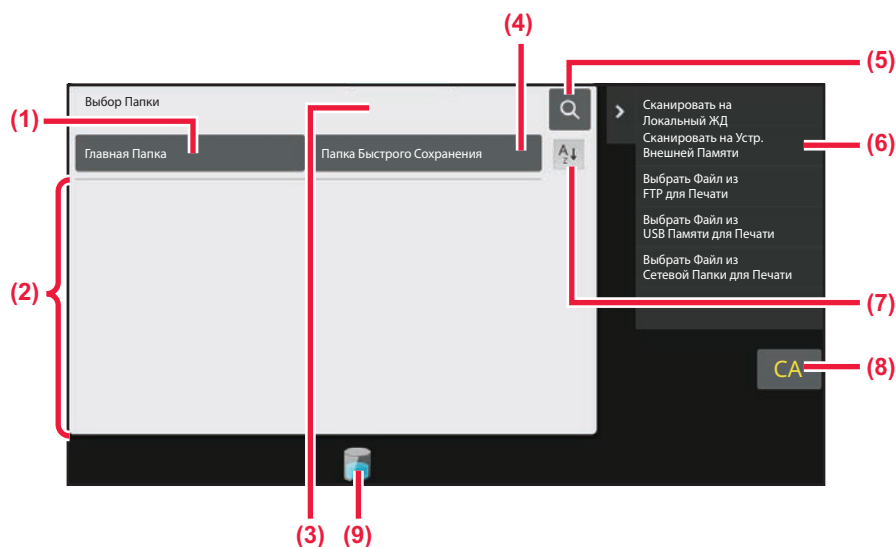 (4)
(5)
Выбор Папки
(1)
Сканировать на
Локальный ЖД
Сканировать на Устр.
Внешней Памяти
(6)
Главная Папка
Папка Быстрого Сохранения
A
z
Выбрать Файл из
FTP для Печати
Выбрать Файл из
USB Памяти для Печати
Выбрать Файл из
Сетевой Папки для Печати
(2)
(7)
CA
(8)
(3)
(9)